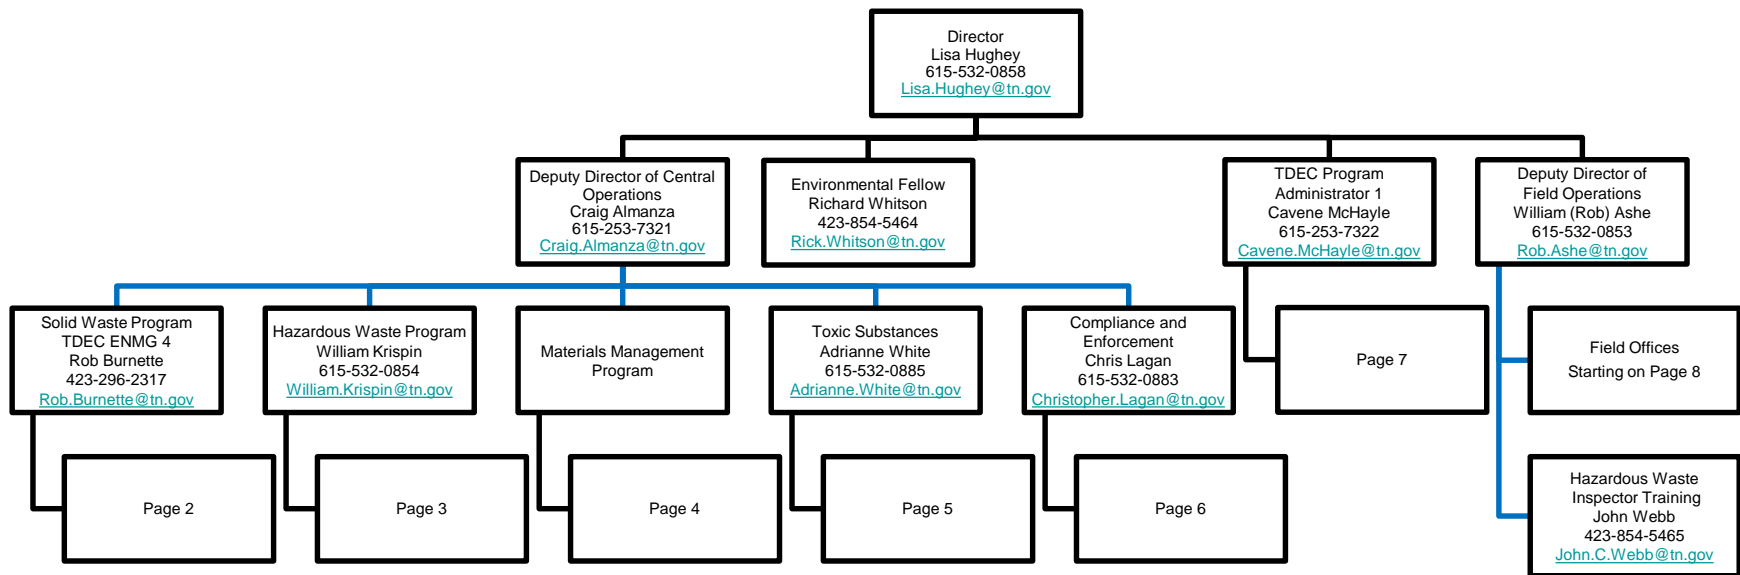 Director
Lisa Hughey
615-532-0858
Lisa.Hughey@tn.gov
Deputy Director of Central
Operations
Craig Almanza
615-253-7321
Craig.Almanza@tn.gov
Environmental Fellow
Richard Whitson
423-854-5464
Rick.Whitson@tn.gov
TDEC Program
Administrator 1
Cavene McHayle
615-253-7322
Cavene.McHayle@tn.gov
Deputy Director of
Field Operations
William (Rob) Ashe
615-532-0853
Rob.Ashe@tn.gov
Solid Waste Program
TDEC ENMG 4
Rob Burnette
423-296-2317
Rob.Burnette@tn.gov
Hazardous Waste Program
William Krispin
615-532-0854
William.Krispin@tn.gov
Materials Management
Program
Toxic Substances
Adrianne White
615-532-0885
Adrianne.White@tn.gov
Compliance and
Enforcement
Chris Lagan
615-532-0883
Christopher.Lagan@tn.gov
Page 7
Field Offices
Starting on Page 8
Page 2
Page 3
Page 4
Page 5
Page 6
Hazardous Waste
Inspector Training
John Webb
423-854-5465
John.C.Webb@tn.gov